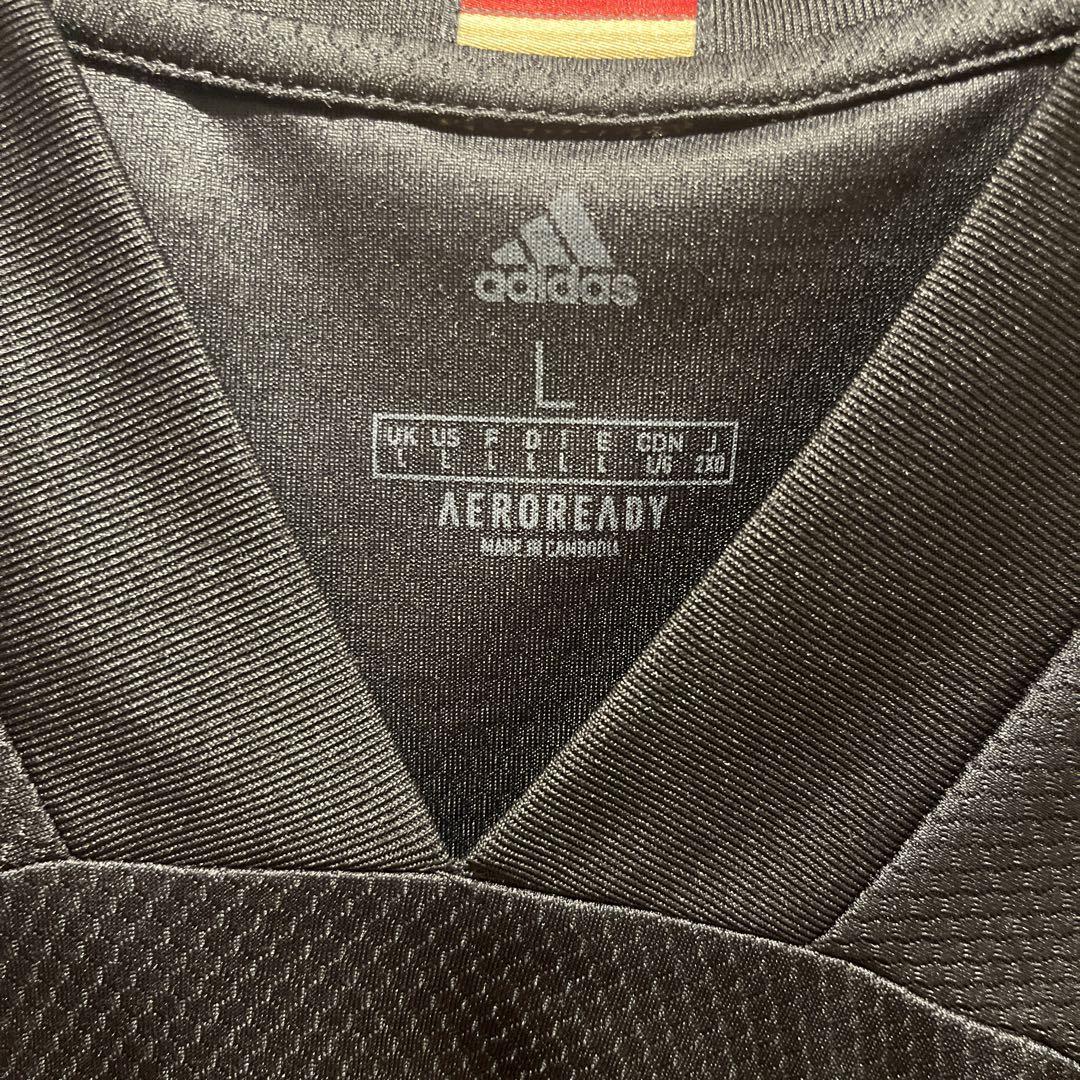 adidas
L
UK US F D I E CDN J
L L L L L L L/G 2XO
AEROREADY
MADE IN CAMBODIA